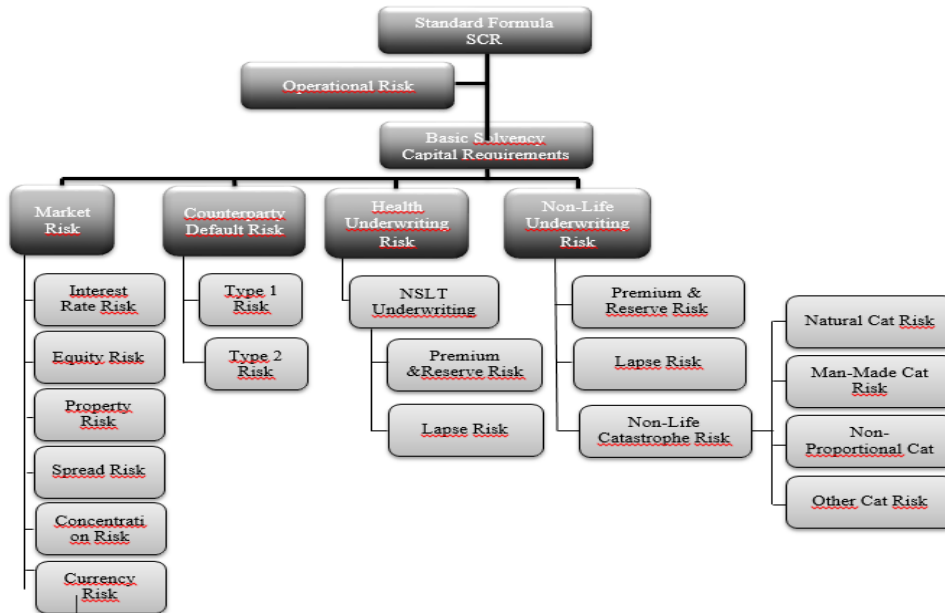 Standard Formula
SCR
Operational Risk
Basic Solvency
Capital Requirements
Market
Risk
Counterparty
Default Risk
Health
Underwriting
Risk
Non-Life
Underwriting
Risk
Interest
Rate Risk
Equity Risk
Property
Risk
Spread Risk
Concentrati
on Risk
Currency
Risk
Type 1
Risk
Type 2
Risk
NSLT
Underwriting
Premium
&Reserve Risk
Lapse Risk
Premium &
Reserve Risk
Lapse Risk
Non-Life
Catastrophe Risk
Natural Cat Risk
Man-Made Cat
Risk
Non-
Proportional Cat
Other Cat Risk